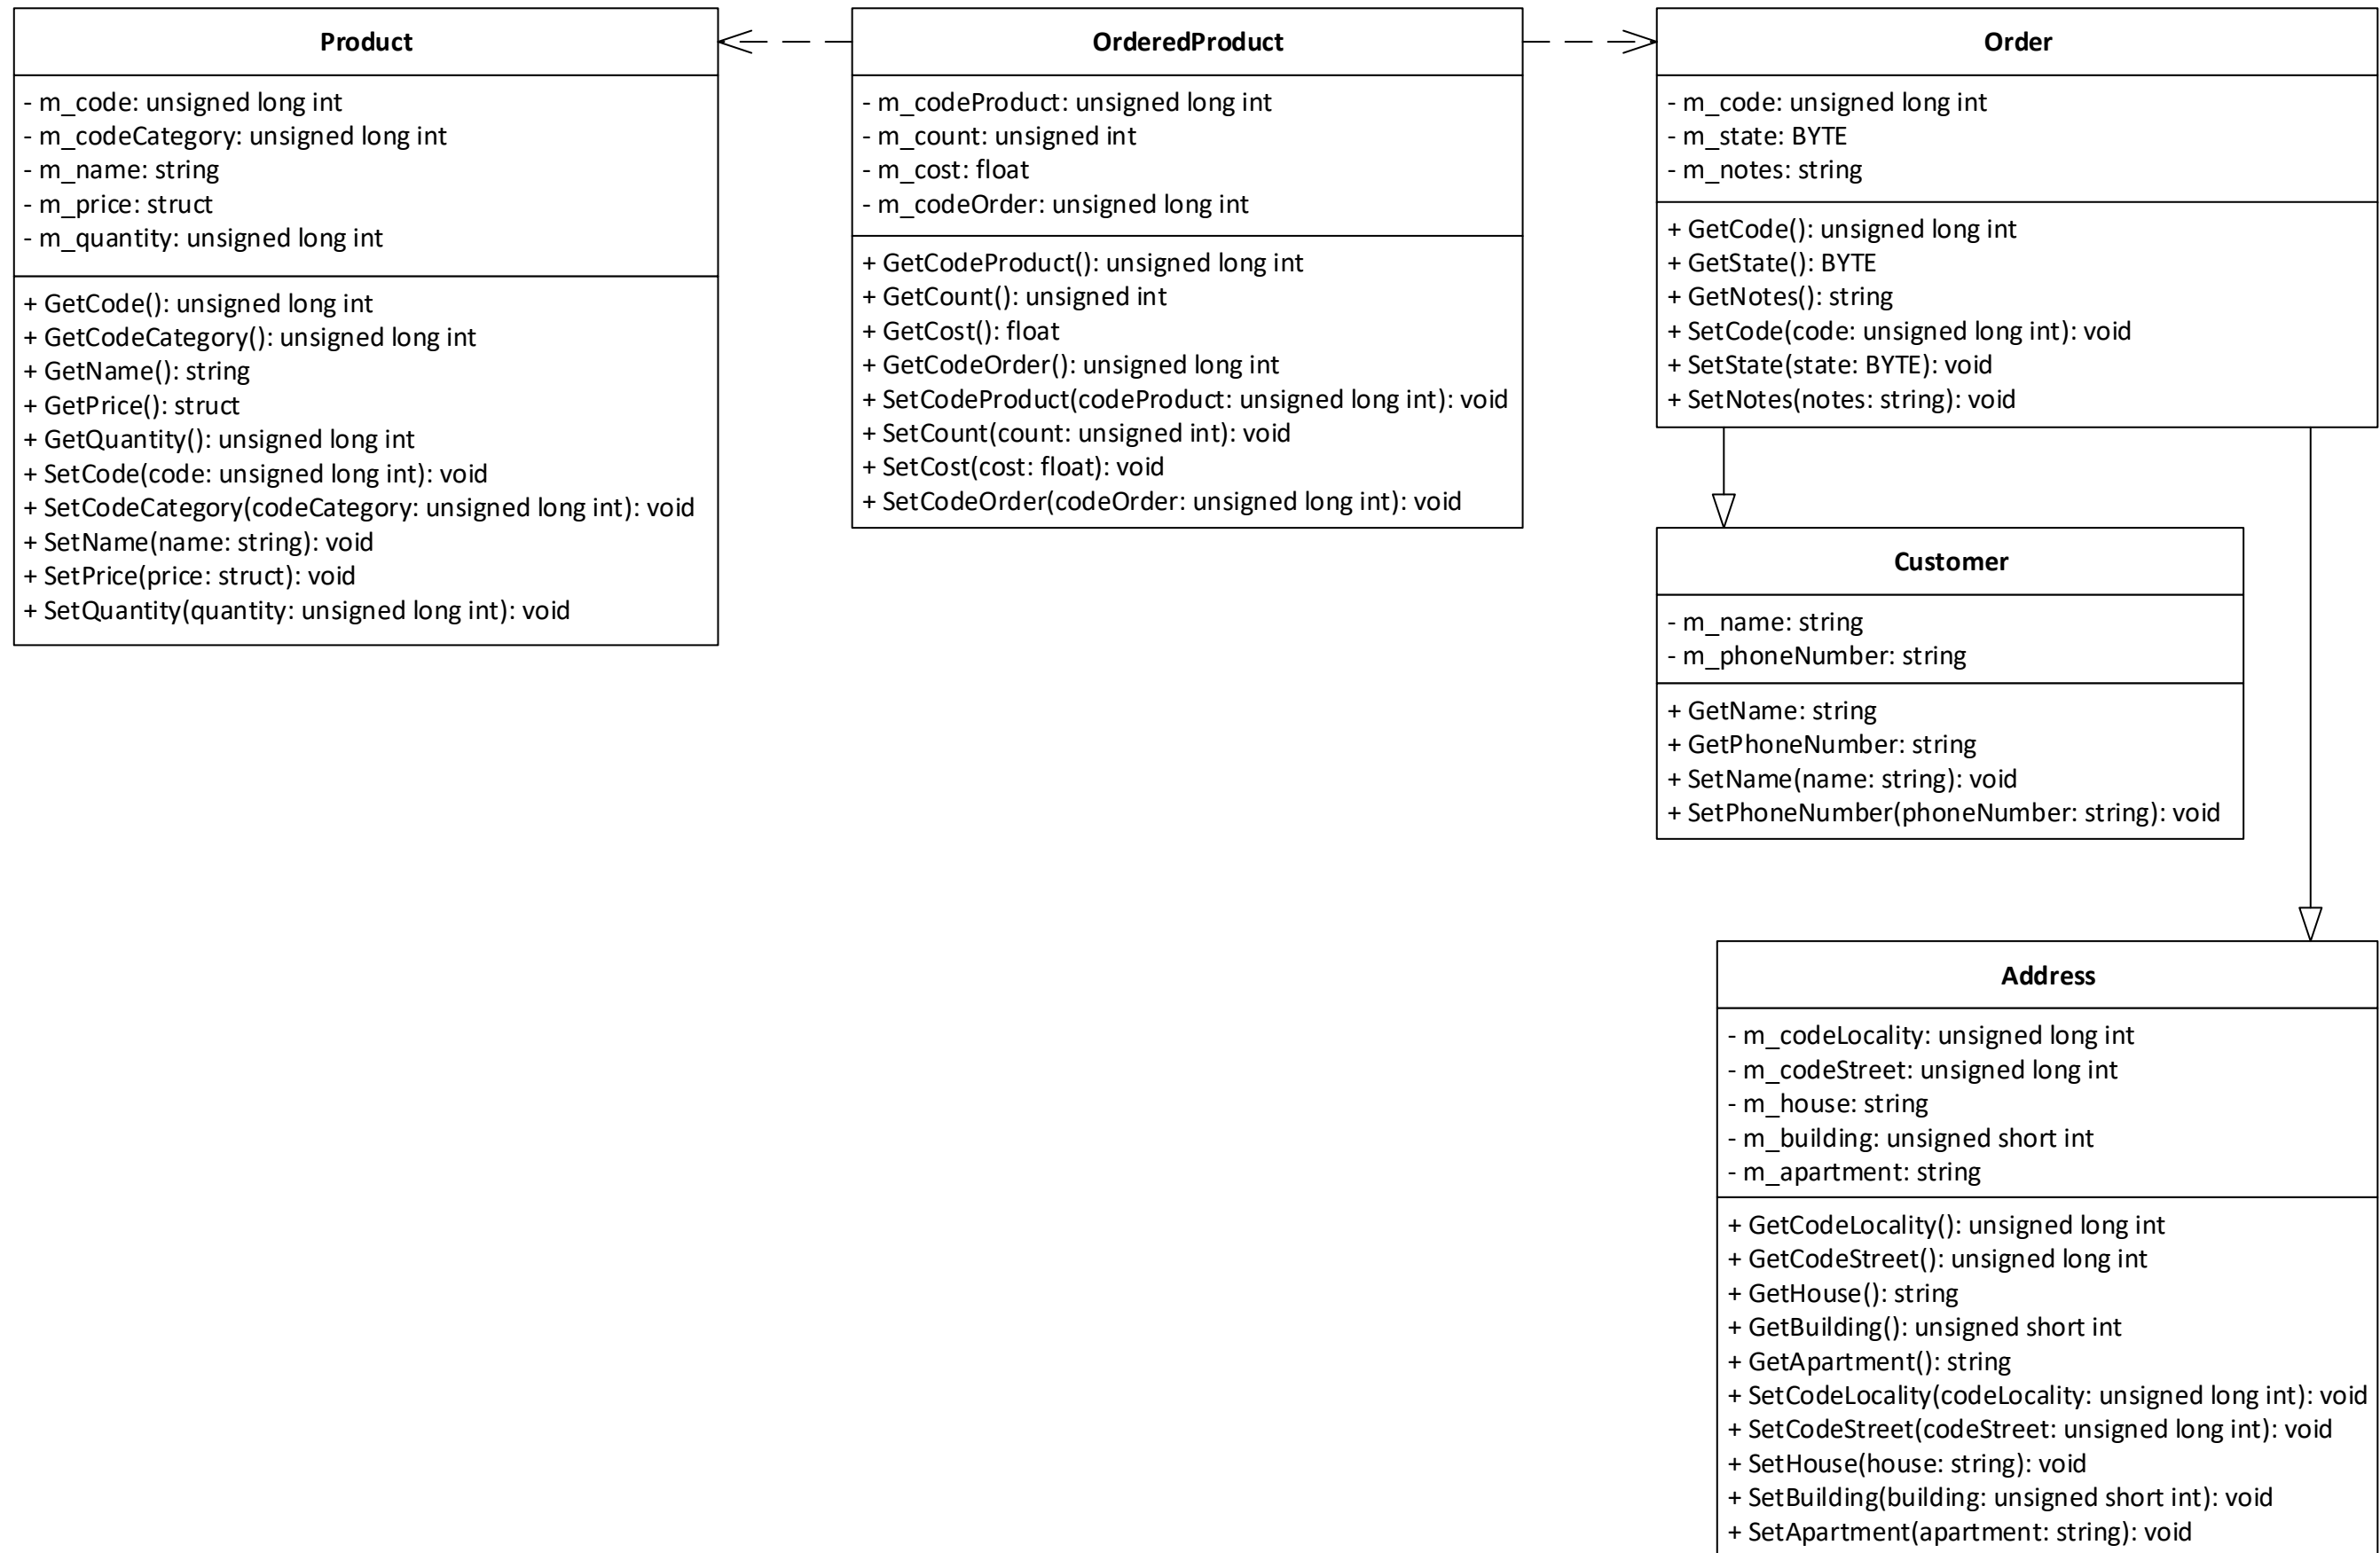 Product
- m_code: unsigned long int
- m_codeCategory: unsigned long int
- m_name: string
- m_price: struct
- m_quantity: unsigned long int
+ GetCode(): unsigned long int
+ GetCodeCategory(): unsigned long int
+ GetName(): string
+ GetPrice(): struct
+ GetQuantity(): unsigned long int
+ SetCode(code: unsigned long int): void
+ SetCodeCategory(codeCategory: unsigned long int): void
+ SetName(name: string): void
+ SetPrice(price: struct): void
+ SetQuantity(quantity: unsigned long int): void
OrderedProduct
- m_codeProduct: unsigned long int
- m_count: unsigned int
- m_cost: float
- m_codeOrder: unsigned long int
+ GetCodeProduct(): unsigned long int
+ GetCount(): unsigned int
+ GetCost(): float
+ GetCodeOrder(): unsigned long int
+ SetCodeProduct(codeProduct: unsigned long int): void
+ SetCount(count: unsigned int): void
+ SetCost(cost: float): void
+ SetCodeOrder(codeOrder: unsigned long int): void
Order
- m_code: unsigned long int
- m_state: BYTE
- m_notes: string
+ GetCode(): unsigned long int
+ GetState(): BYTE
+ GetNotes(): string
+ SetCode(code: unsigned long int): void
+ SetState(state: BYTE): void
+ SetNotes(notes: string): void
Customer
- m_name: string
- m_phoneNumber: string
+ GetName: string
+ GetPhoneNumber: string
+ SetName(name: string): void
+ SetPhoneNumber(phoneNumber: string): void
Address
- m_codeLocality: unsigned long int
- m_codeStreet: unsigned long int
- m_house: string
- m_building: unsigned short int
- m_apartment: string
+ GetCodeLocality(): unsigned long int
+ GetCodeStreet(): unsigned long int
+ GetHouse(): string
+ GetBuilding(): unsigned short int
+ GetApartment(): string
+ SetCodeLocality(codeLocality: unsigned long int): void
+ SetCodeStreet(codeStreet: unsigned long int): void
+ SetHouse(house: string): void
+ SetBuilding(building: unsigned short int): void
+ SetApartment(apartment: string): void